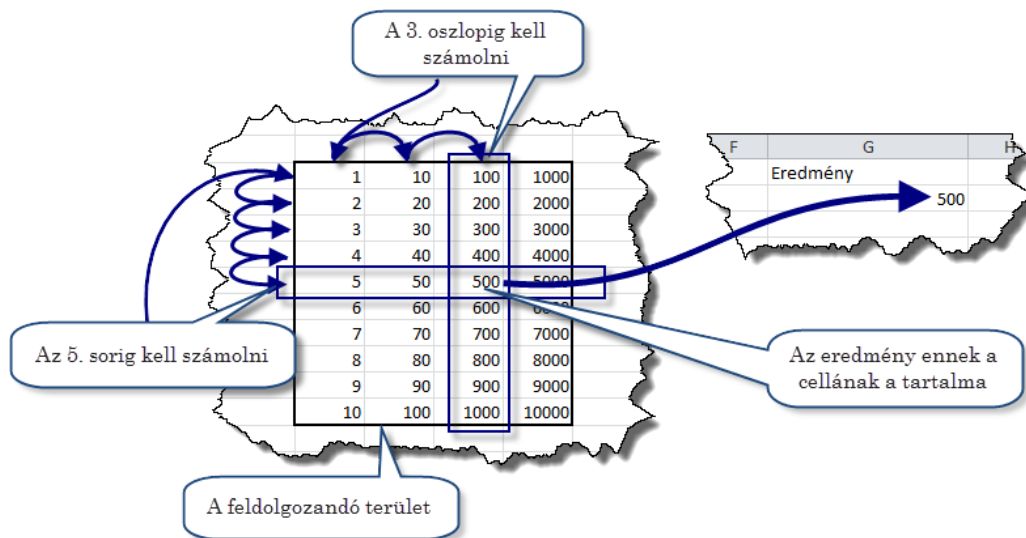 A 3. oszlopig kell
számolni
F G H
Eredmény
500
1 10 100 1000
2 20 200 2000
3 30 300 3000
4 40 400 4000
5 50 500 5000
6 60 600 6000
7 70 700 7000
8 80 800 8000
9 90 900 9000
10 100 1000 10000
Az 5. sorig kell számolni
Az eredmény ennek a
cellának a tartalma
A feldolgozandó terület